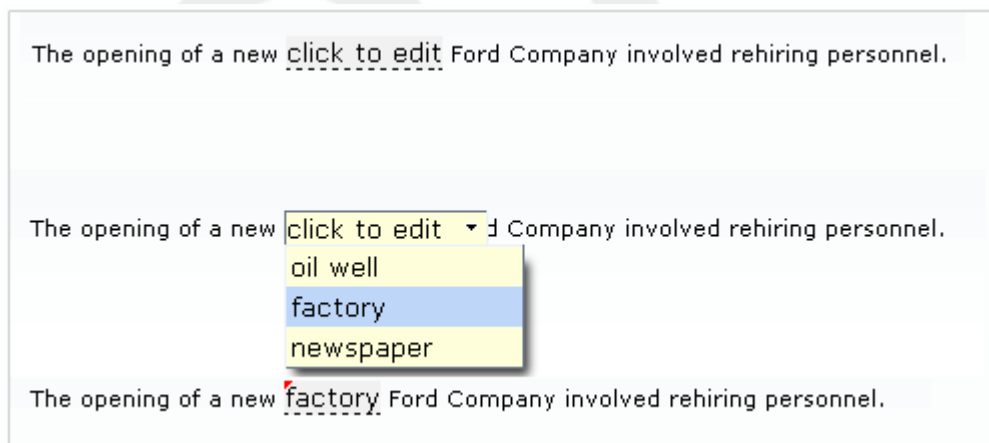 The opening of a new click to edit Ford Company involved rehiring personnel.
The opening of a new click to edit d Company involved rehiring personnel.
oil well
factory
newspaper
The opening of a new factory Ford Company involved rehiring personnel.